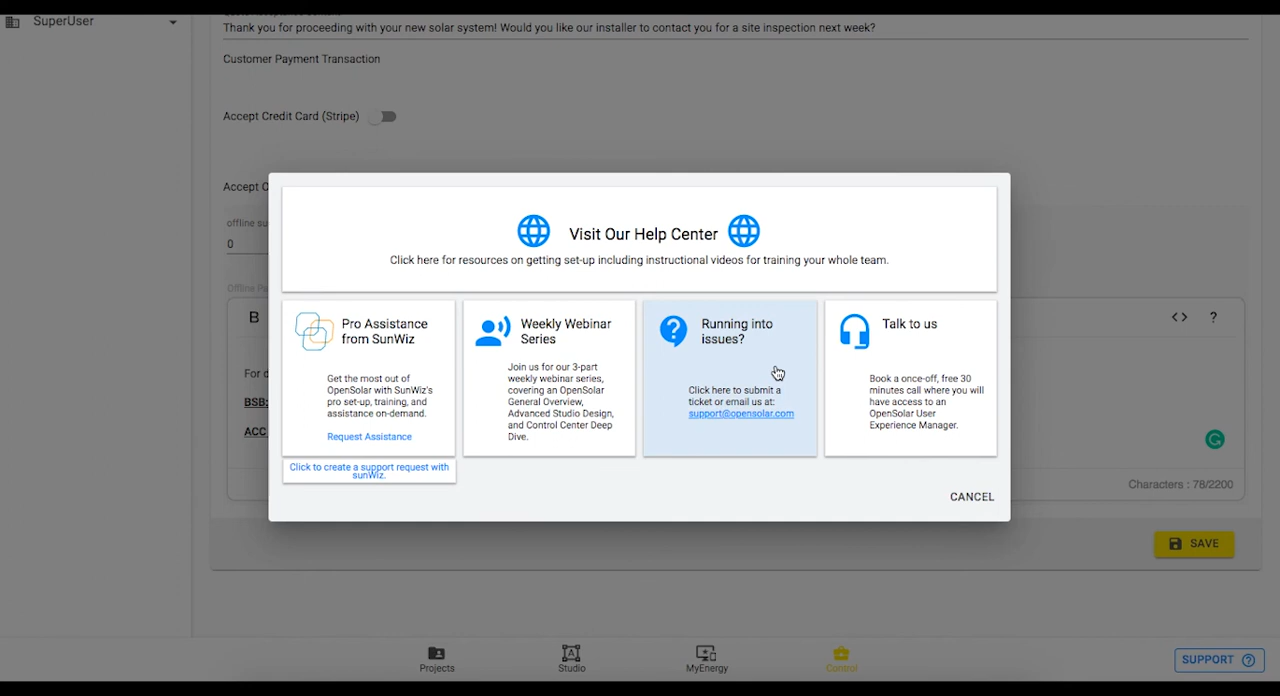 SuperUser
Thank you for proceeding with your new solar system! Would you like our installer to contact you for a site inspection next week?
Customer Payment Transaction
Accept Credit Card (Stripe)
Accept
offline su
0
Offline Pa
B
< > ?
For d
BSB:
ACC
Visit Our Help Center
Click here for resources on getting set-up including instructional videos for training your whole team.
Pro Assistance
from SunWiz
Get the most out of
OpenSolar with SunWiz's
pro set-up, training, and
assistance on-demand.
Request Assistance
Click to create a support request with
sunWiz.
Weekly Webinar
Series
Join us for our 3-part
weekly webinar series,
covering an OpenSolar
General Overview,
Advanced Studio Design,
and Control Center Deep
Dive.
Running into
issues?
Click here to submit a
ticket or email us at:
support@opensolar.com
Talk to us
Book a once-off, free 30
minutes call where you will
have access to an
OpenSolar User
Experience Manager.
CANCEL
Characters : 78/2200
SAVE
Projects
Studio
MyEnergy
Control
SUPPORT ?